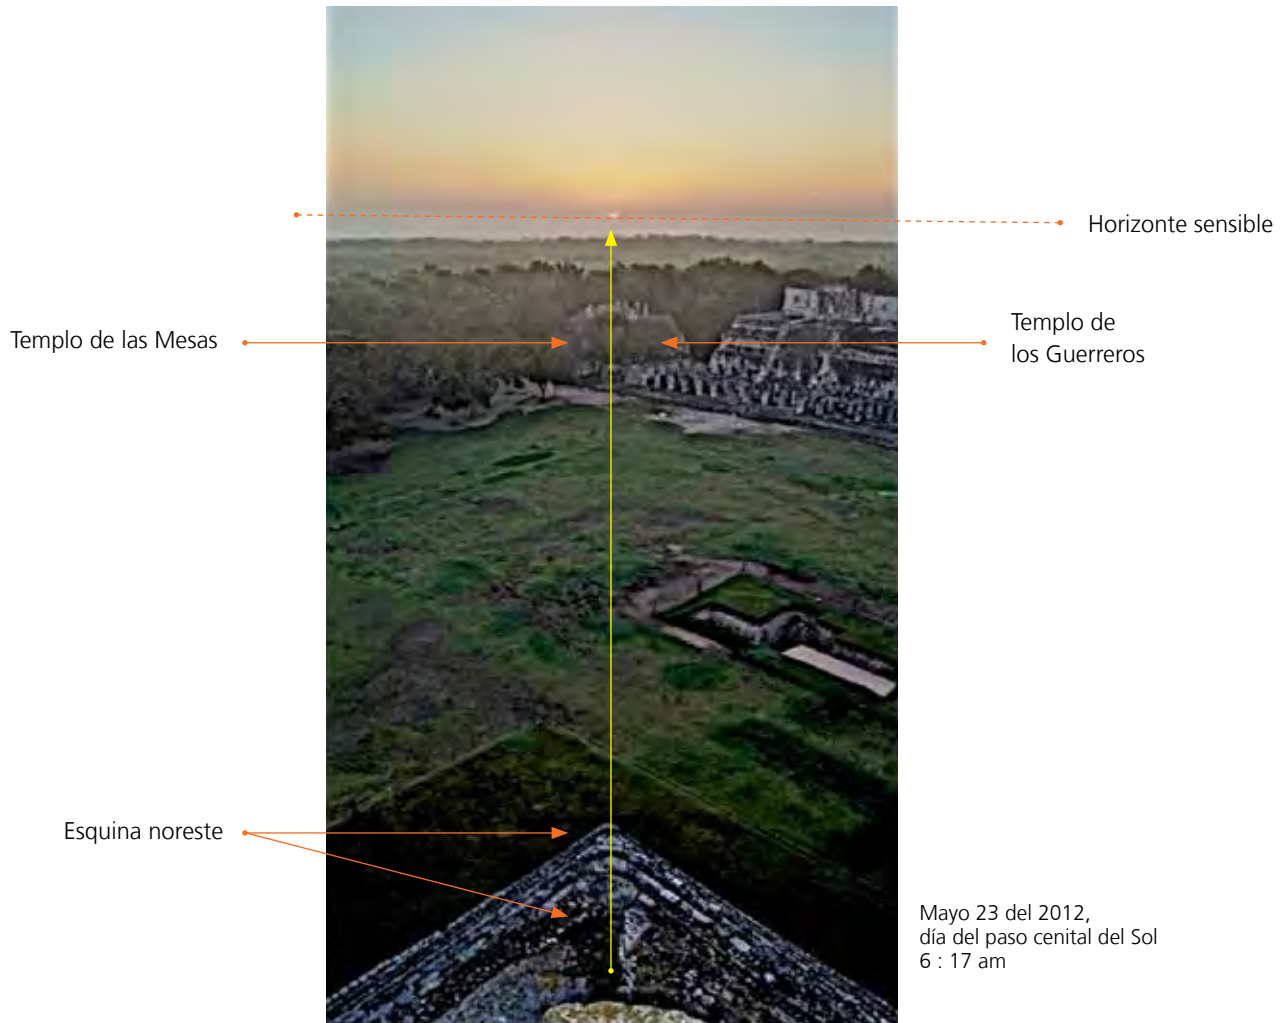 Horizonte sensible
Templo de las Mesas
Templo de
los Guerreros
Esquina noreste
Mayo 23 del 2012,
día del paso cenital del Sol
6 : 17 am